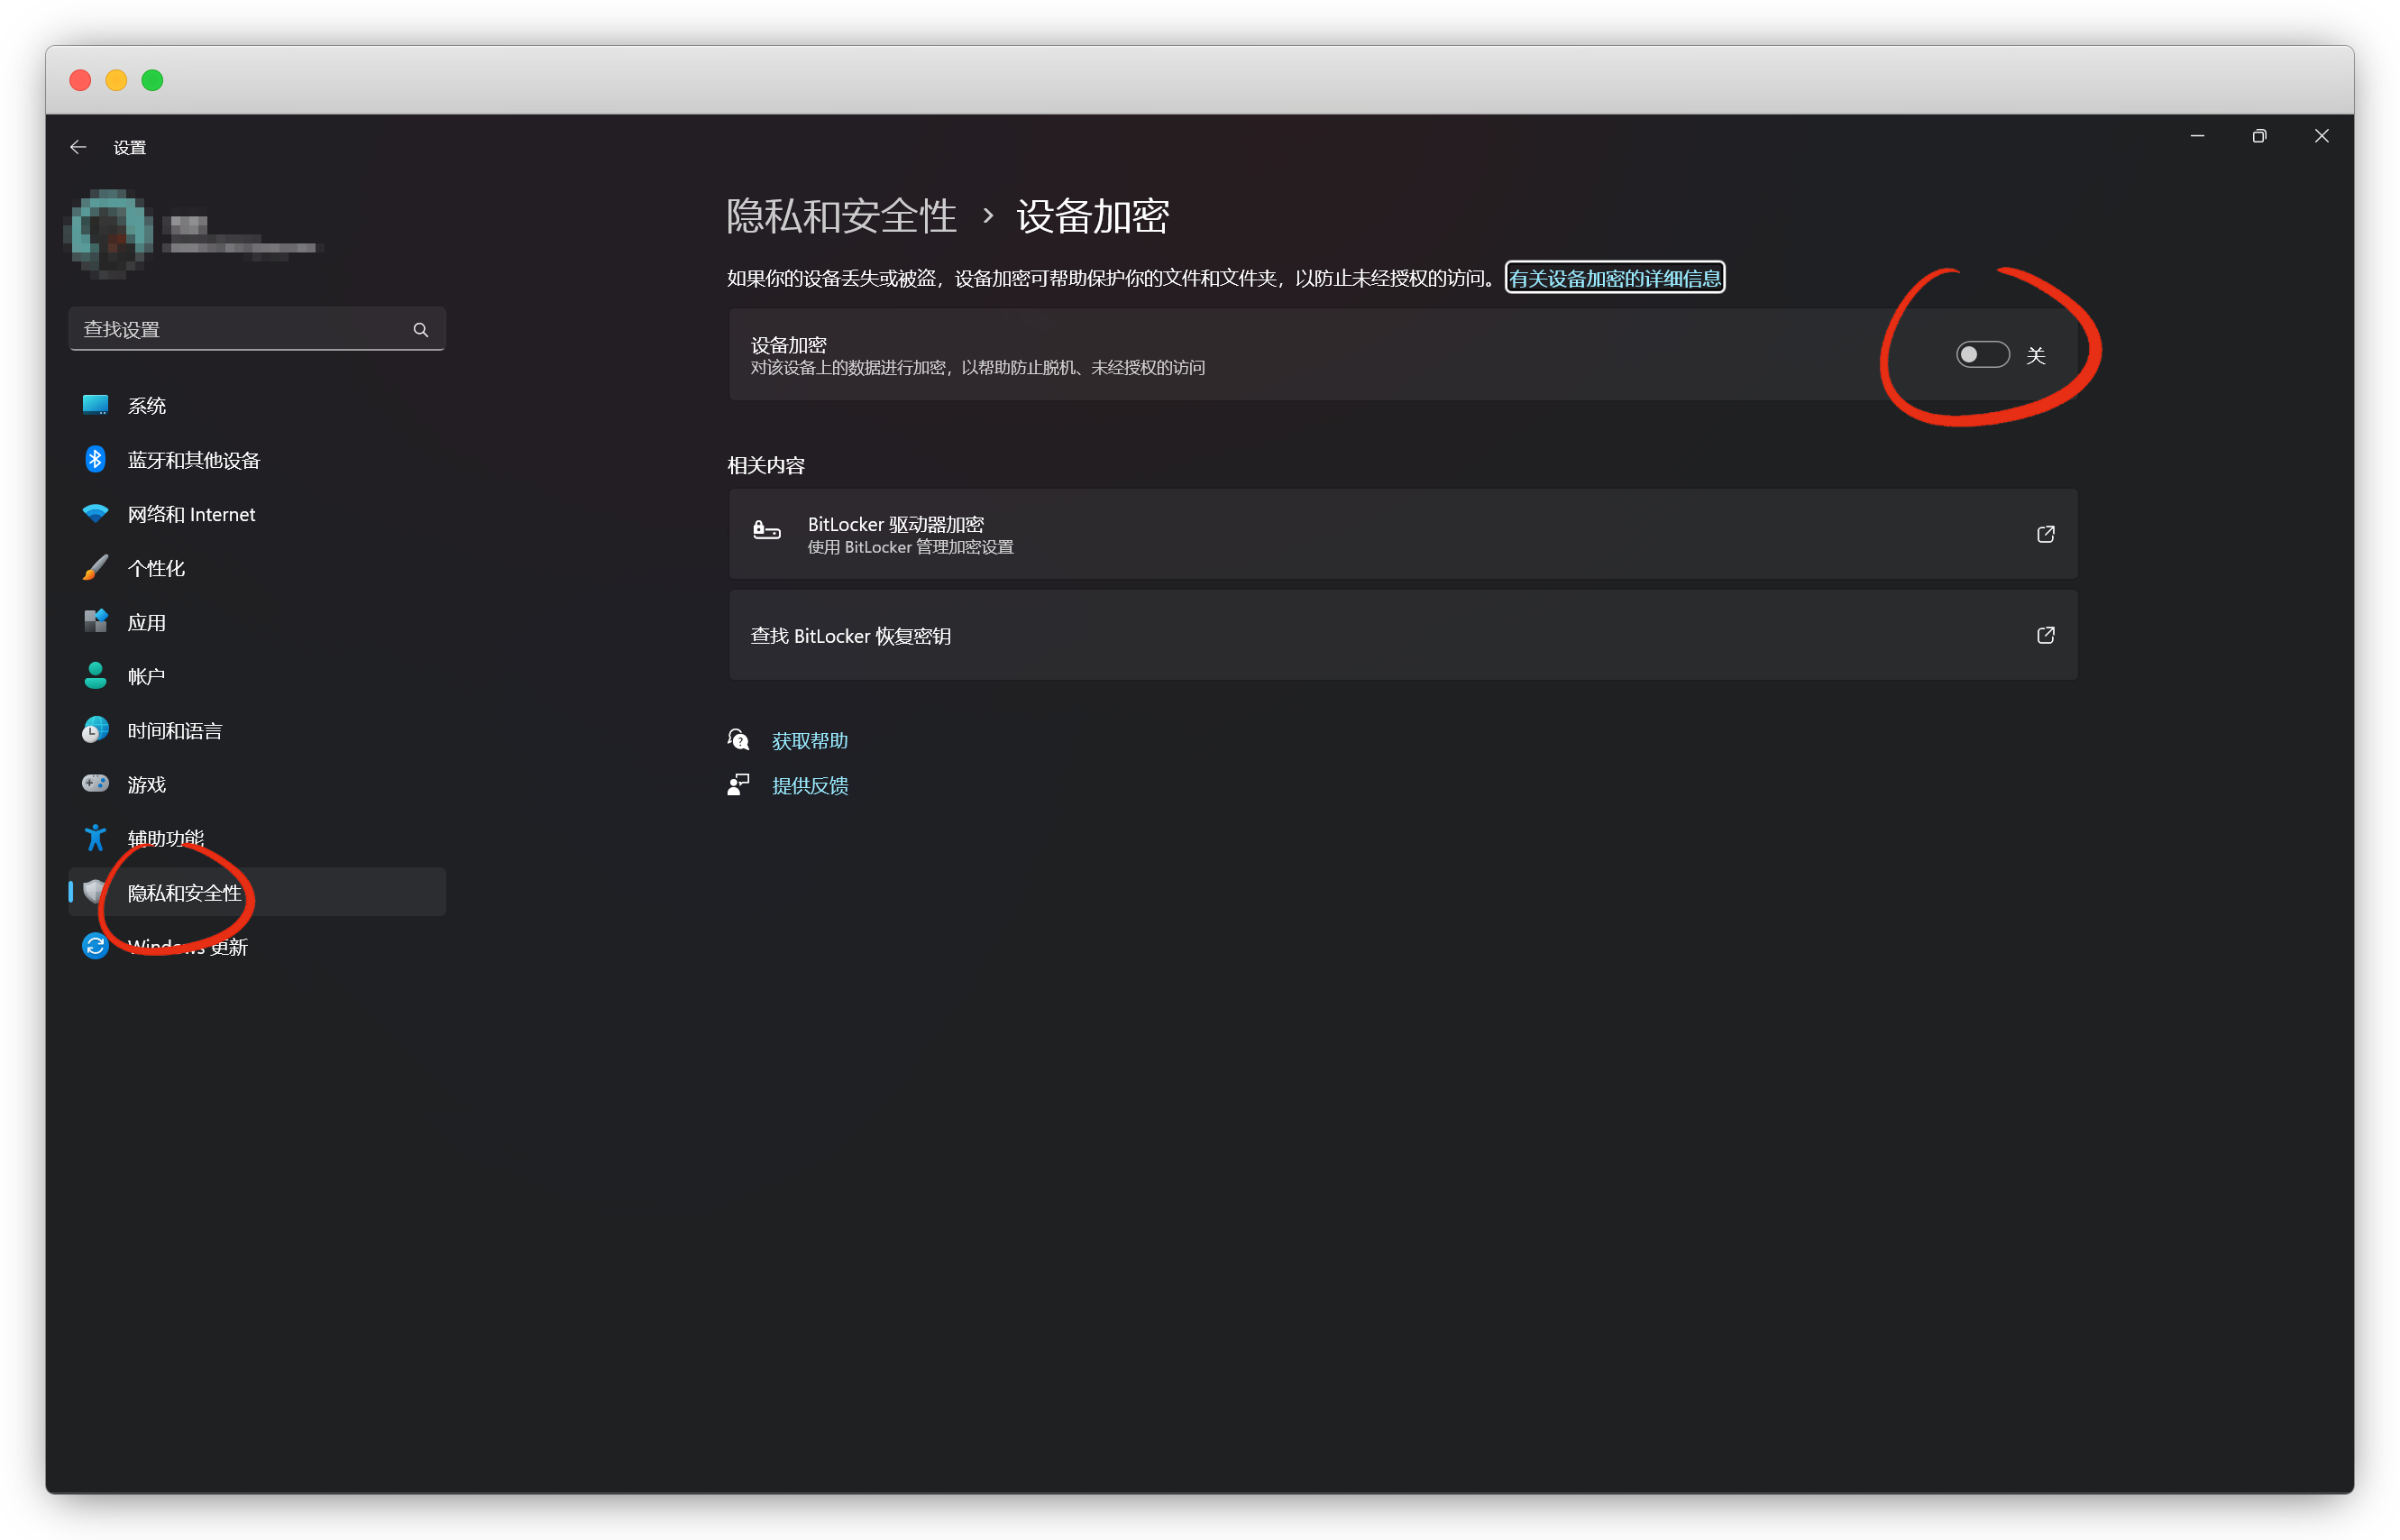 设置
查找设置
系统
蓝牙和其他设备
网络和 Internet
个性化
应用
帐户
时间和语言
游戏
辅助功能
隐私和安全性
Windows 更新
隐私和安全性 › 设备加密
如果你的设备丢失或被盗，设备加密可帮助保护你的文件和文件夹，以防止未经授权的访问。 有关设备加密的详细信息
设备加密
对该设备上的数据进行加密，以帮助防止脱机、未经授权的访问
关
相关内容
BitLocker 驱动器加密
使用 BitLocker 管理加密设置
查找 BitLocker 恢复密钥
获取帮助
提供反馈